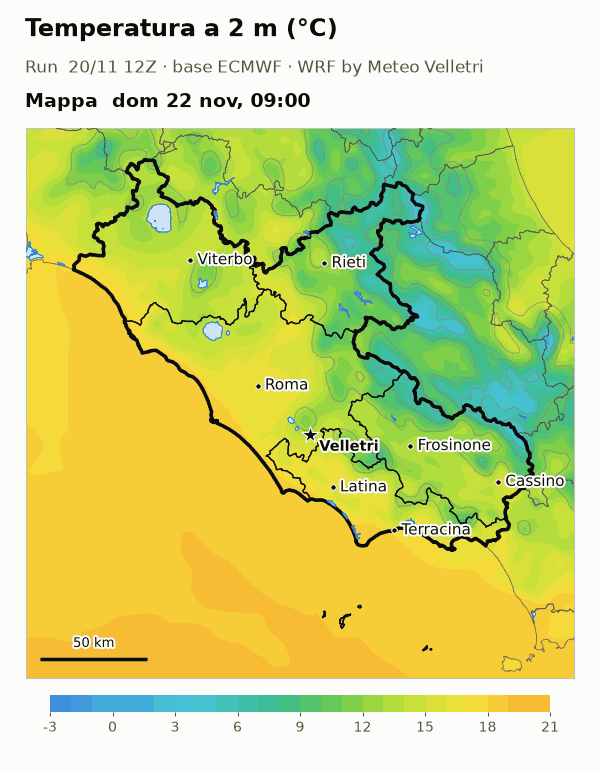 Temperatura a 2 m (°C)
Run  20/11 12Z · base ECMWF · WRF by Meteo Velletri
Mappa  dom 22 nov, 09:00
Viterbo
Rieti
Roma
Velletri
Frosinone
Cassino
Latina
Terracina
50 km
-3 0 3 6 9 12 15 18 21